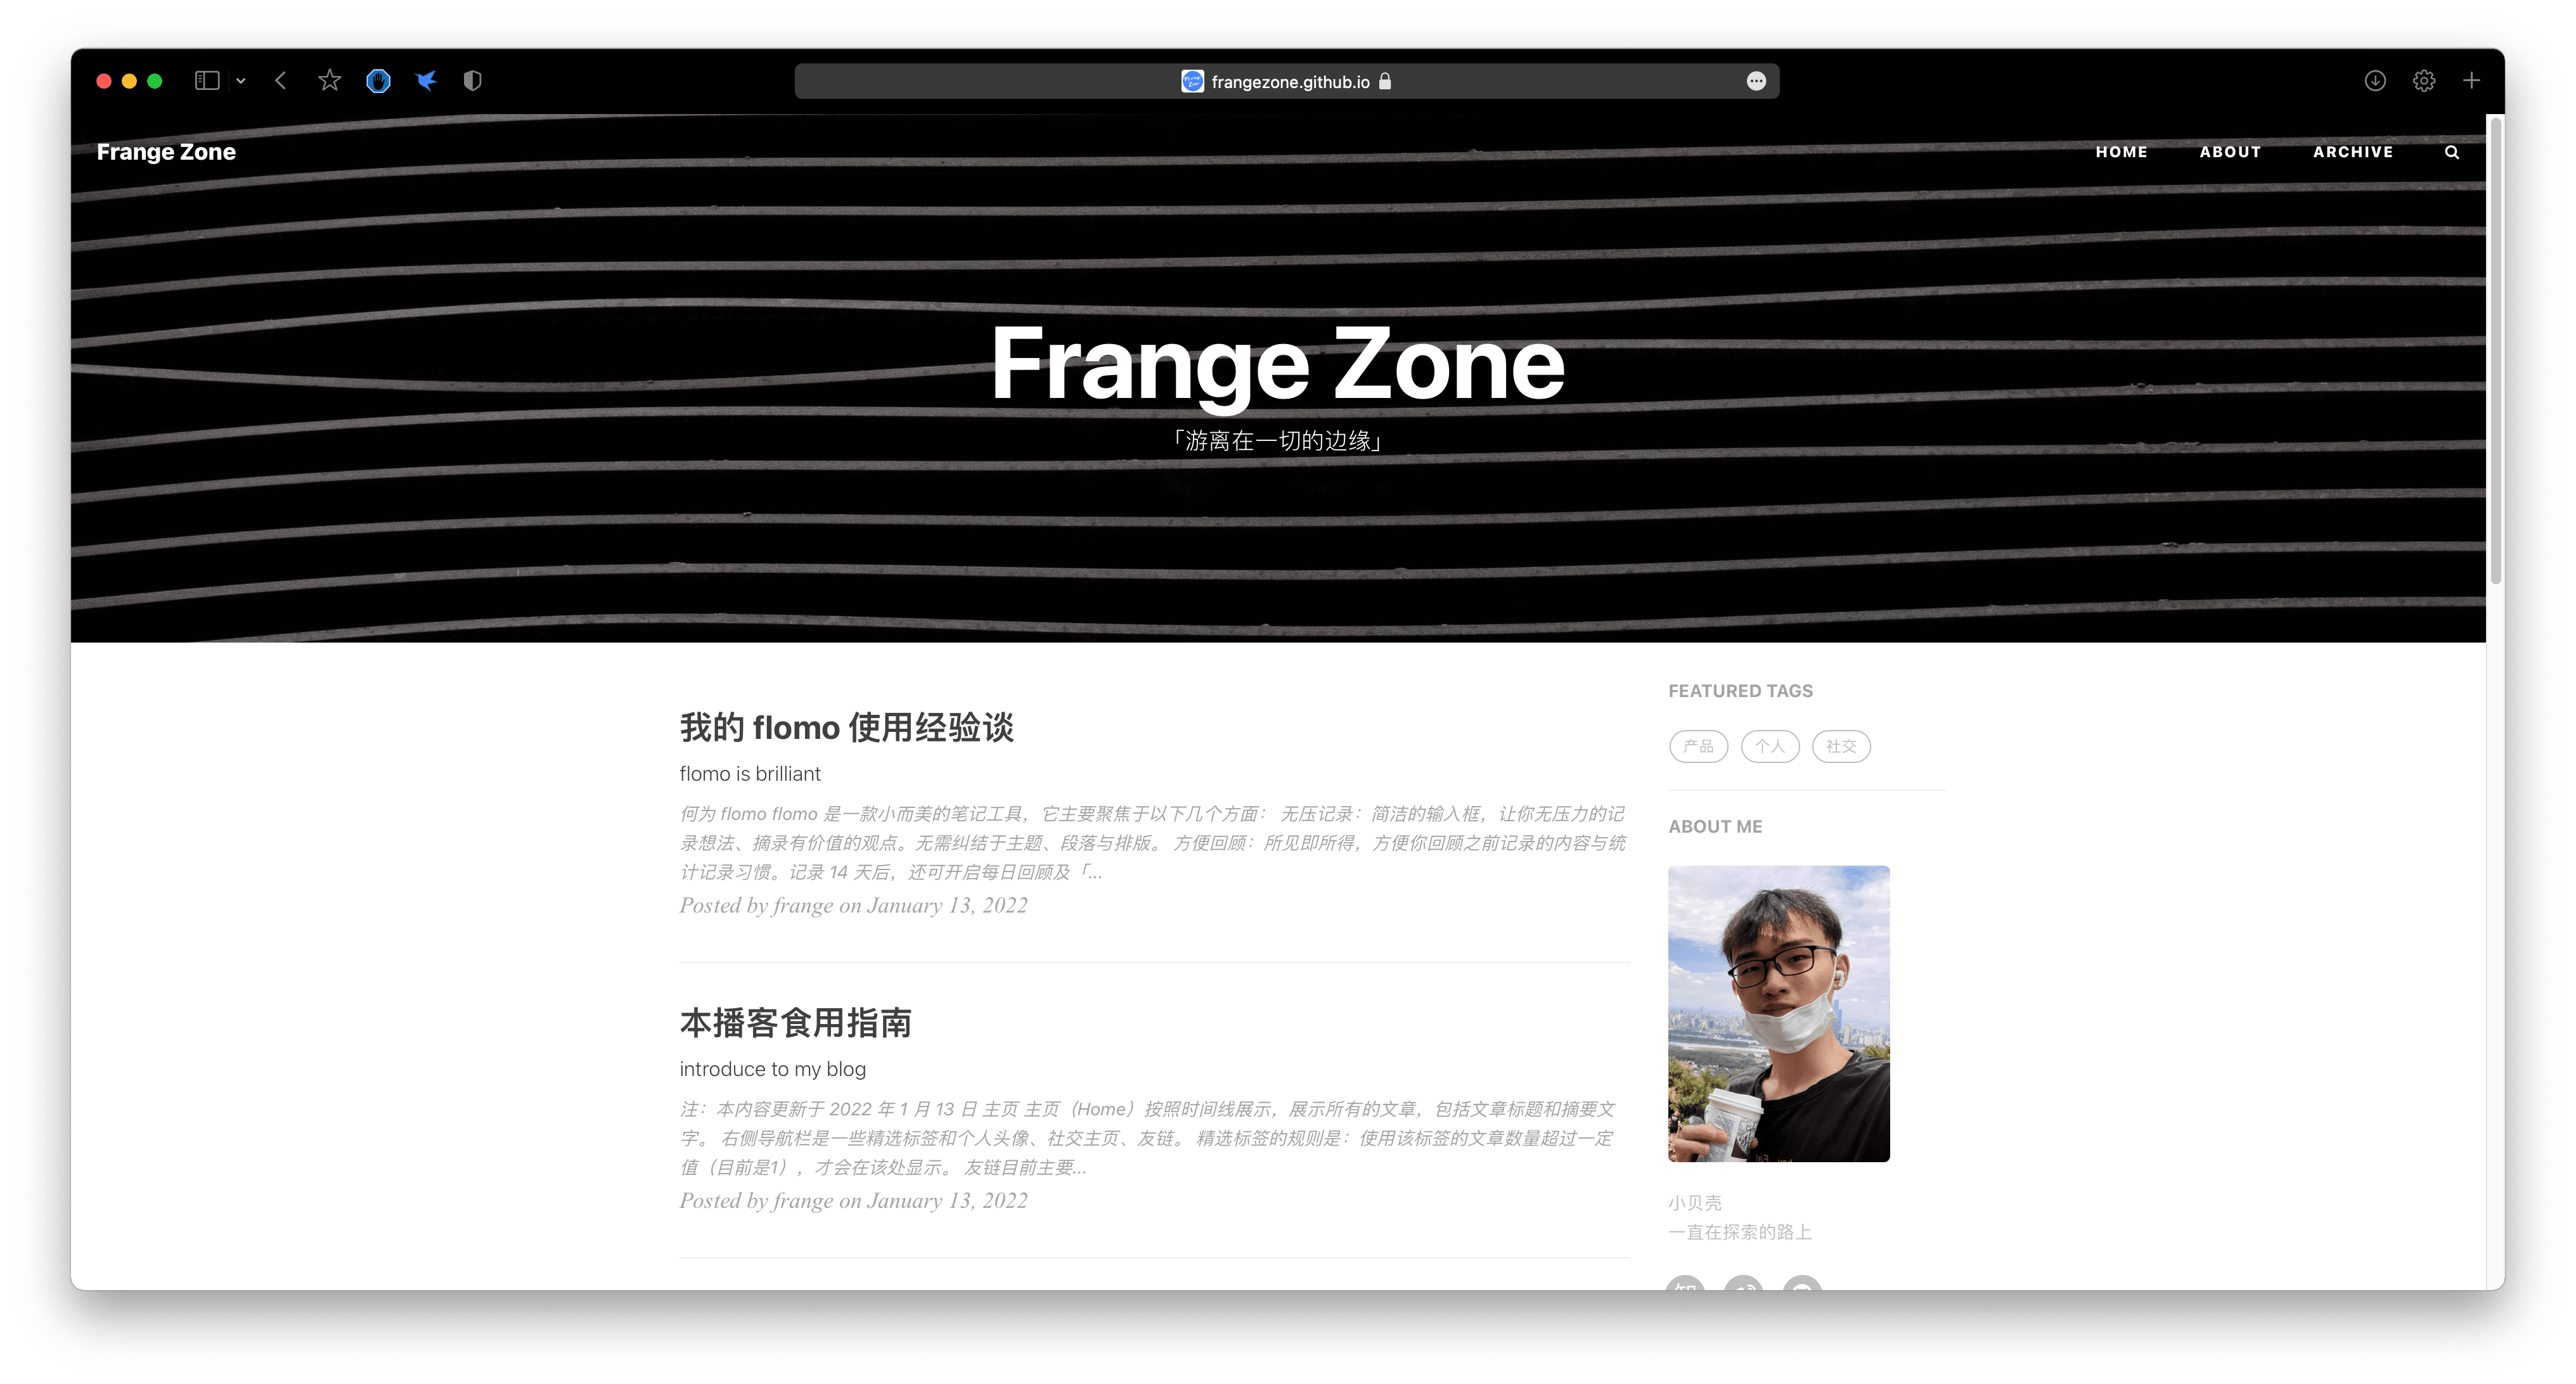 frangezone.github.io
Frange Zone
HOME ABOUT ARCHIVE
Frange Zone
「游离在一切的边缘」
我的 flomo 使用经验谈
flomo is brilliant
何为 flomo flomo 是一款小而美的笔记工具，它主要聚焦于以下几个方面： 无压记录：简洁的输入框，让你无压力的记
录想法、摘录有价值的观点。无需纠结于主题、段落与排版。 方便回顾：所见即所得，方便你回顾之前记录的内容与统
计记录习惯。记录 14 天后，还可开启每日回顾及「...
Posted by frange on January 13, 2022
本播客食用指南
introduce to my blog
注：本内容更新于 2022 年 1 月 13 日 主页 主页（Home）按照时间线展示，展示所有的文章，包括文章标题和摘要文
字。 右侧导航栏是一些精选标签和个人头像、社交主页、友链。 精选标签的规则是：使用该标签的文章数量超过一定
值（目前是1），才会在该处显示。 友链目前主要...
Posted by frange on January 13, 2022
FEATURED TAGS
产品 个人 社交
ABOUT ME
小贝壳
一直在探索的路上